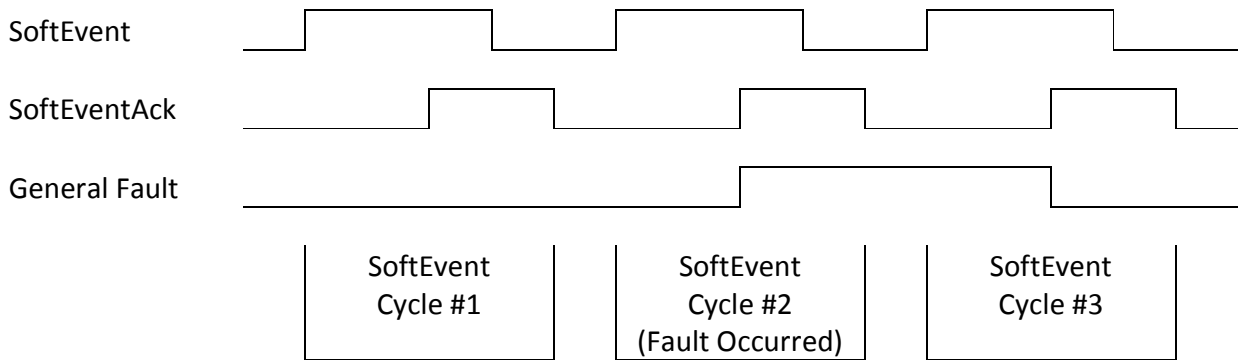 SoftEvent
SoftEventAck
General Fault
SoftEvent
Cycle #1
SoftEvent
Cycle #2
(Fault Occurred)
SoftEvent
Cycle #3